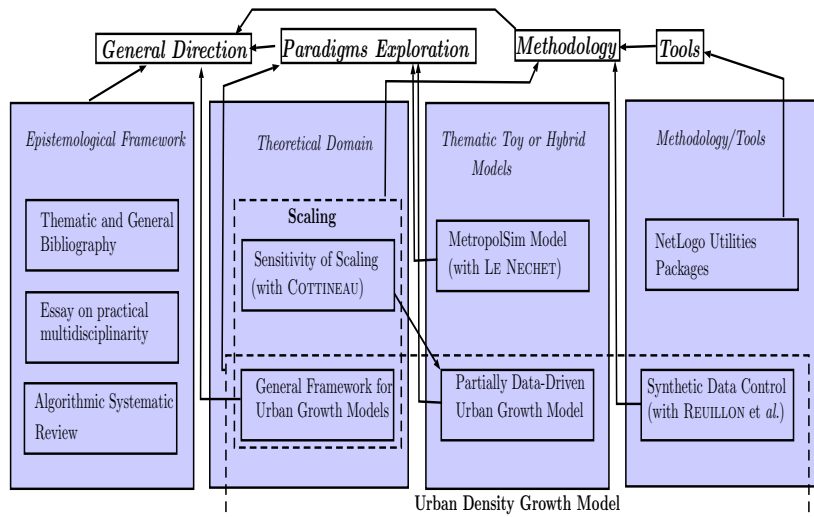 General Direction
Paradigms Exploration
Methodology
Tools
Epistemological Framework
Thematic and General
Bibliography
Essay on practical
multidisciplinarity
Algorithmic Systematic
Review
Theoretical Domain
Scaling
Sensitivity of Scaling
(with COTTINEAU)
General Framework for
Urban Growth Models
Thematic Toy or Hybrid
Models
MetropolSim Model
(with LE NECHET)
Partially Data-Driven
Urban Growth Model
Methodology/Tools
NetLogo Utilities
Packages
Synthetic Data Control
(with REUILLON et al.)
Urban Density Growth Model